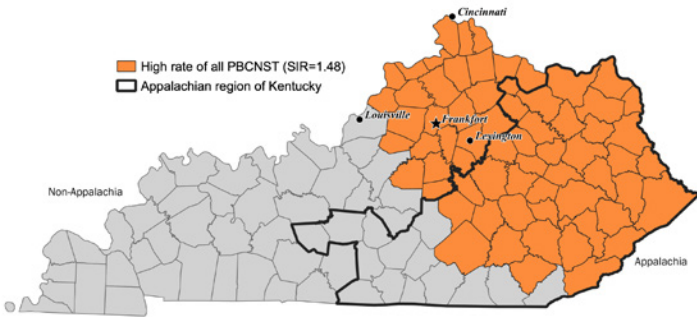 Cincinnati
High rate of all PBCNST (SIR=1.48)
Appalachian region of Kentucky
Louisville
Frankfort
Lexington
Non-Appalachia
Appalachia